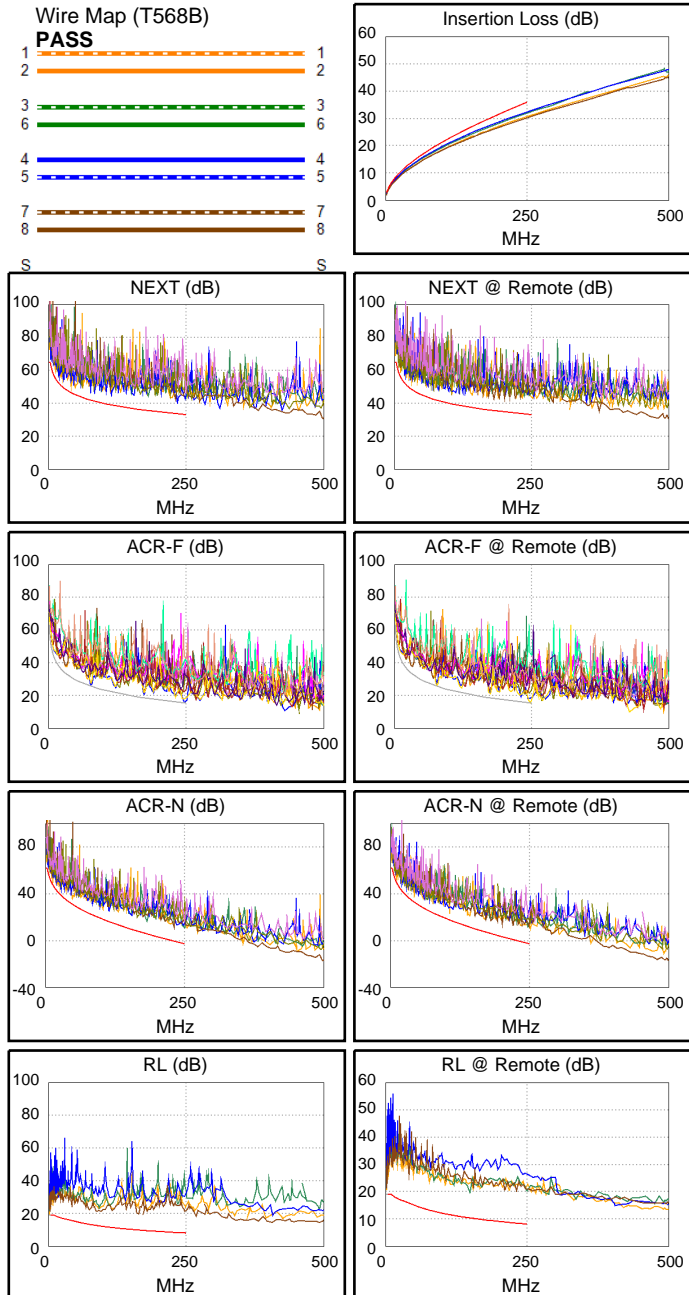 Wire Map (T568B)
PASS
1 1
2 2
3 3
6 6
4 4
5 5
7 7
8 8
S S
Insertion Loss (dB)
60
50
40
30
20
10
0
0 250 500
MHz
NEXT (dB)
100
80
60
40
20
0
0 250 500
MHz
NEXT @ Remote (dB)
100
80
60
40
20
0
0 250 500
MHz
ACR-F (dB)
100
80
60
40
20
0
0 250 500
MHz
ACR-F @ Remote (dB)
100
80
60
40
20
0
0 250 500
MHz
ACR-N (dB)
80
40
0
-40
0 250 500
MHz
ACR-N @ Remote (dB)
80
40
0
-40
0 250 500
MHz
RL (dB)
100
80
60
40
20
0
0 250 500
MHz
RL @ Remote (dB)
60
50
40
30
20
10
0
0 250 500
MHz